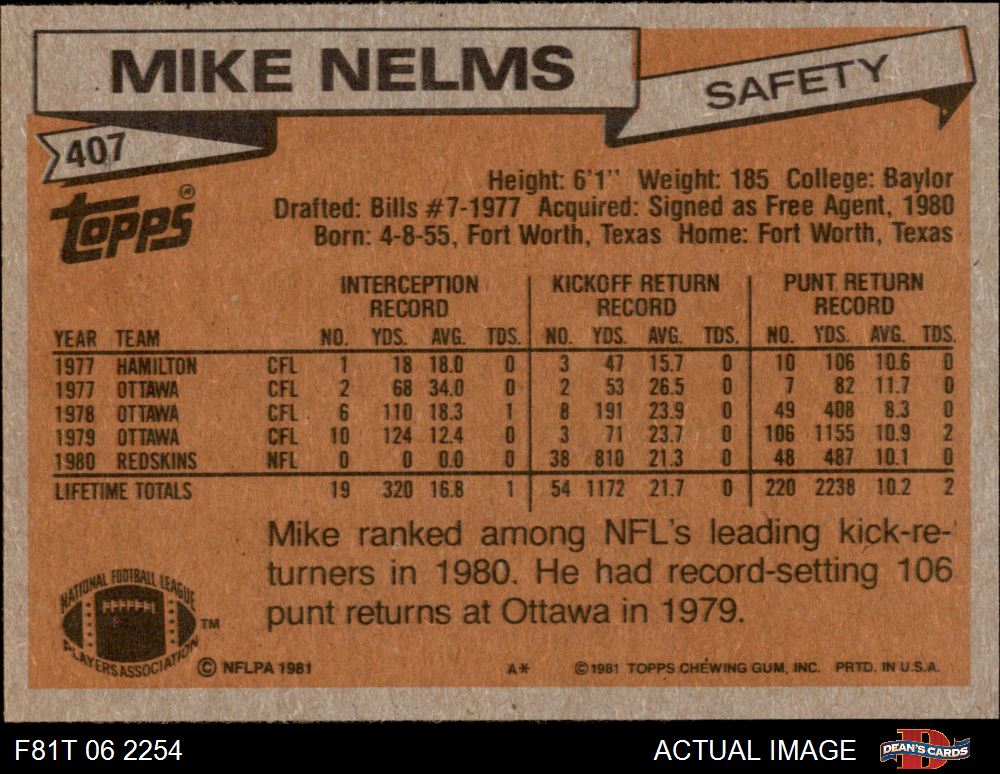 MIKE NELMS
SAFETY
407
TOPPS®
Height: 6'1" Weight: 185 College: Baylor
Drafted: Bills #7-1977 Acquired: Signed as Free Agent, 1980
Born: 4-8-55, Fort Worth, Texas Home: Fort Worth, Texas
INTERCEPTION RECORD KICKOFF RETURN RECORD PUNT RETURN RECORD
YEAR TEAM NO. YDS. AVG. TDS. NO. YDS. AVG. TDS. NO. YDS. AVG. TDS.
1977 HAMILTON CFL 1 18 18.0 0 3 47 15.7 0 10 106 10.6 0
1977 OTTAWA CFL 2 68 34.0 0 2 53 26.5 0 7 82 11.7 0
1978 OTTAWA CFL 6 110 18.3 1 8 191 23.9 0 49 408 8.3 0
1979 OTTAWA CFL 10 124 12.4 0 3 71 23.7 0 106 1155 10.9 2
1980 REDSKINS NFL 0 0 0.0 0 38 810 21.3 0 48 487 10.1 0
LIFETIME TOTALS 19 320 16.8 1 54 1172 21.7 0 220 2238 10.2 2
Mike ranked among NFL's leading kick-re-
turners in 1980. He had record-setting 106
punt returns at Ottawa in 1979.
NATIONAL FOOTBALL LEAGUE
PLAYERS ASSOCIATION TM
© NFLPA 1981 A* © 1981 TOPPS CHEWING GUM, INC. PRTD. IN U.S.A.
F81T 06 2254 ACTUAL IMAGE DEAN'S CARDS